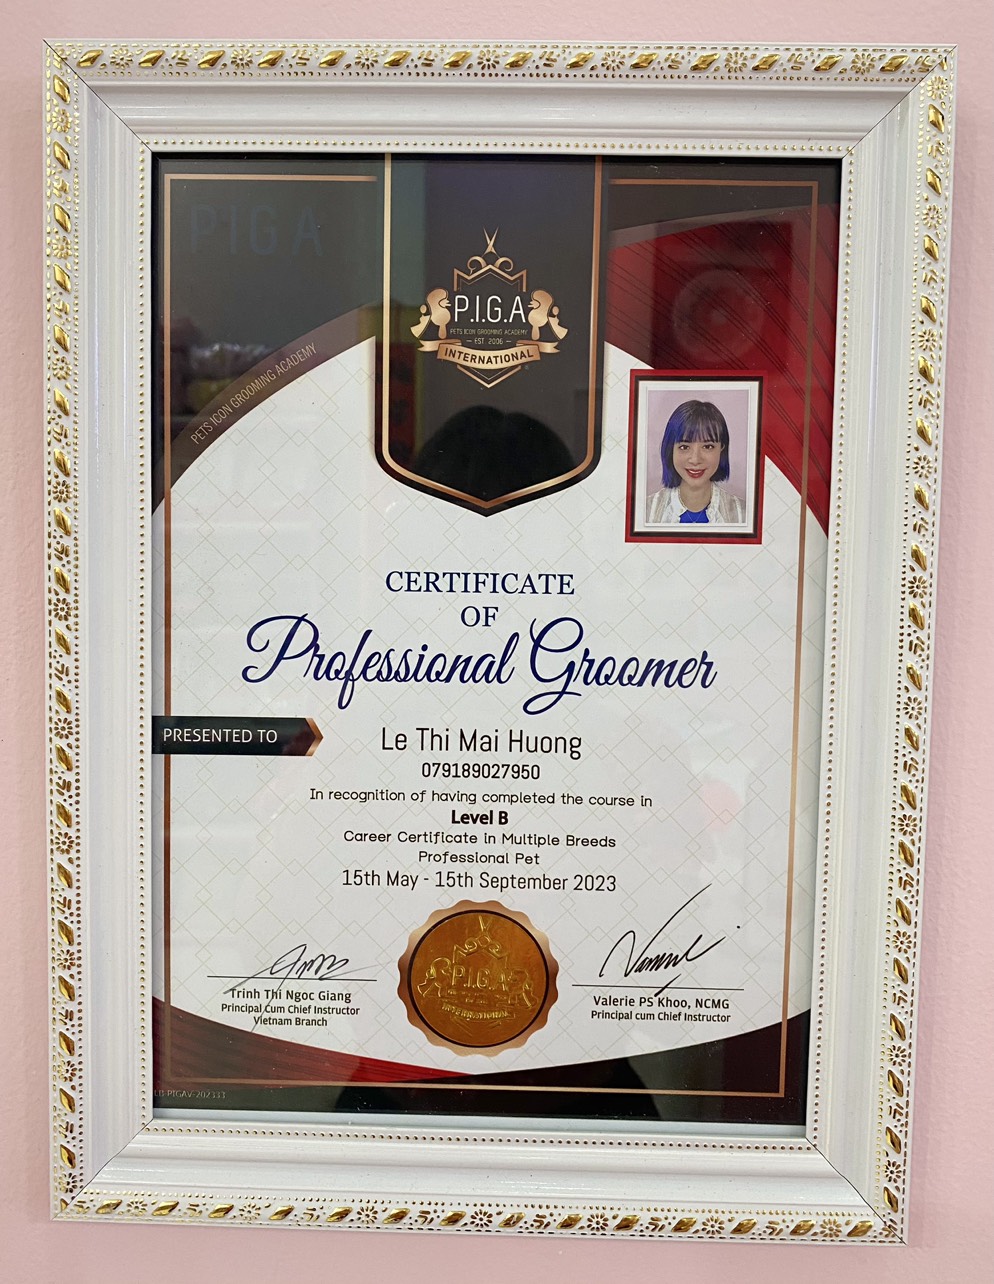 PIGA
P.I.G.A
PETS ICON GROOMING ACADEMY
EST. 2006
INTERNATIONAL
PETS ICON GROOMING ACADEMY
CERTIFICATE
OF
Professional Groomer
PRESENTED TO
Le Thi Mai Huong
079189027950
In recognition of having completed the course in
Level B
Career Certificate in Multiple Breeds
Professional Pet
15th May - 15th September 2023
P.I.G.A
INTERNATIONAL
Trinh Thi Ngoc Giang
Principal Cum Chief Instructor
Vietnam Branch
Valerie PS Khoo, NCMG
Principal cum Chief Instructor